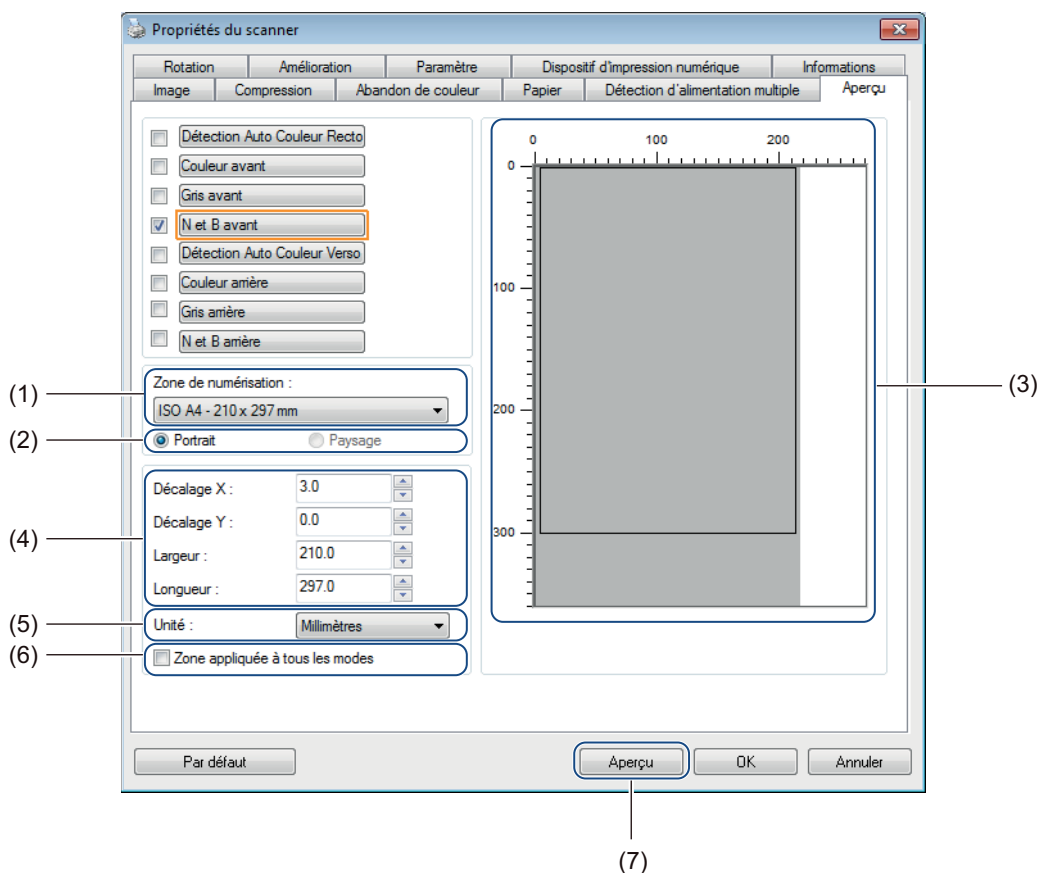 Propriétés du scanner
Rotation Amélioration Paramètre Dispositif d'impression numérique Informations
Image Compression Abandon de couleur Papier Détection d'alimentation multiple Aperçu
Détection Auto Couleur Recto
Couleur avant
Gris avant
N et B avant
Détection Auto Couleur Verso
Couleur arrière
Gris arrière
N et B arrière
(1)
Zone de numérisation :
ISO A4 - 210 x 297 mm
(2)
Portrait Paysage
(4)
Décalage X : 3.0
Décalage Y : 0.0
Largeur : 210.0
Longueur : 297.0
(5)
Unité : Millimètres
(6)
Zone appliquée à tous les modes
0 100 200
0
100
200
300
(3)
Par défaut Aperçu OK Annuler
(7)